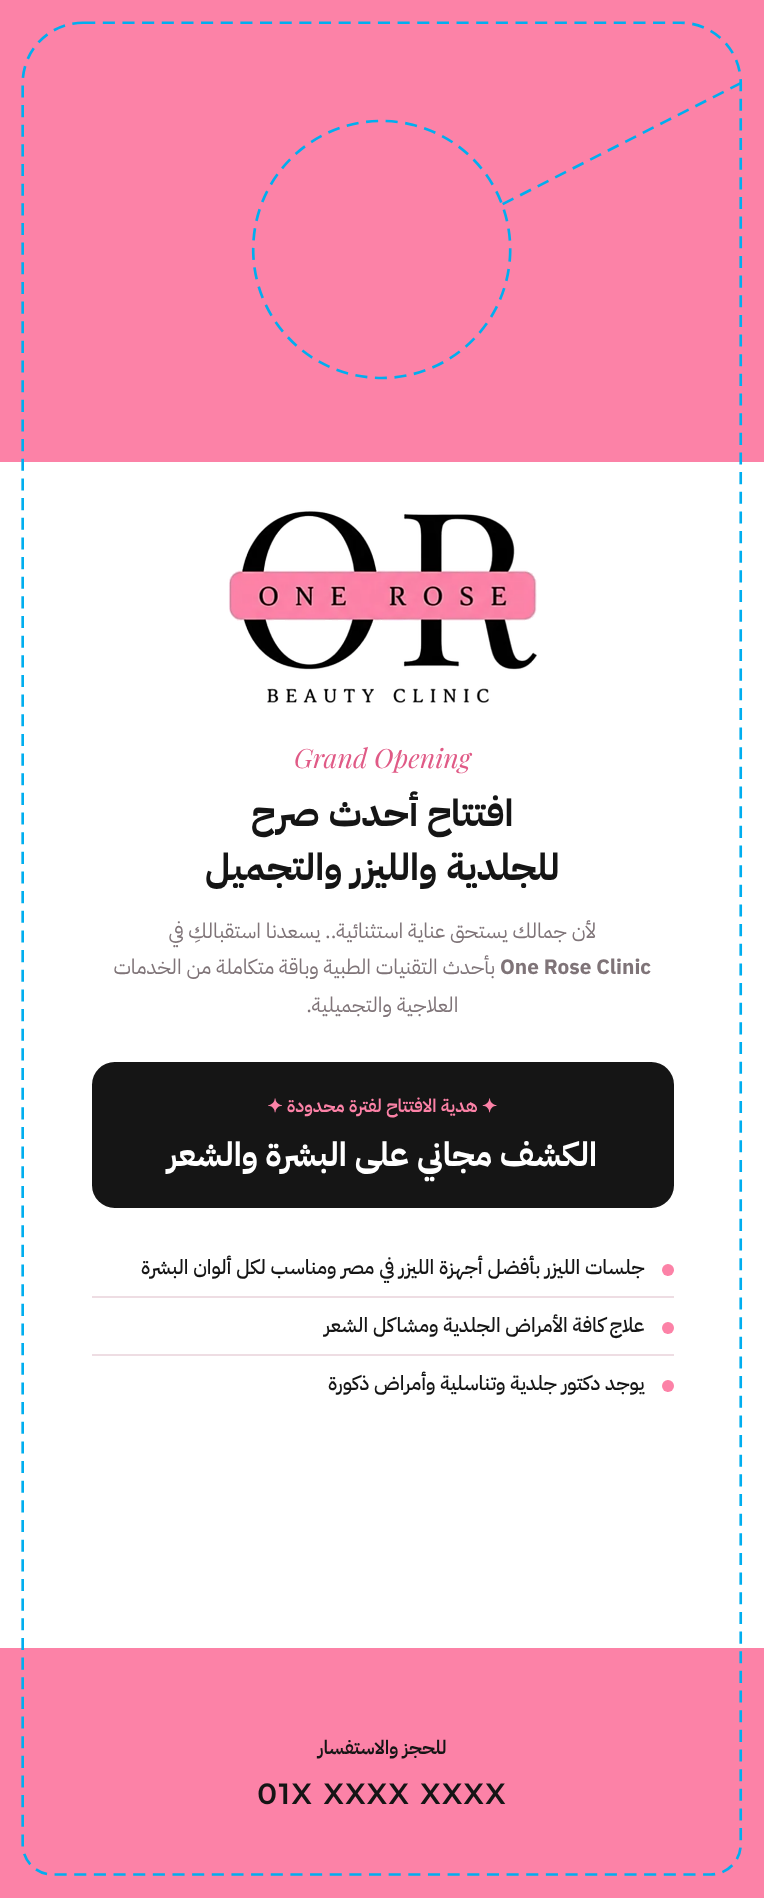 OR
ONE ROSE
BEAUTY CLINIC
Grand Opening
افتتاح أحدث صرح
للجلدية والليزر والتجميل
لأن جمالك يستحق عناية استثنائية.. يسعدنا استقبالكِ في
One Rose Clinic بأحدث التقنيات الطبية وباقة متكاملة من الخدمات
العلاجية والتجميلية.
✦ هدية الافتتاح لفترة محدودة ✦
الكشف مجاني على البشرة والشعر
جلسات الليزر بأفضل أجهزة الليزر في مصر ومناسب لكل ألوان البشرة
علاج كافة الأمراض الجلدية ومشاكل الشعر
يوجد دكتور جلدية وتناسلية وأمراض ذكورة
للحجز والاستفسار
01X XXXX XXXX